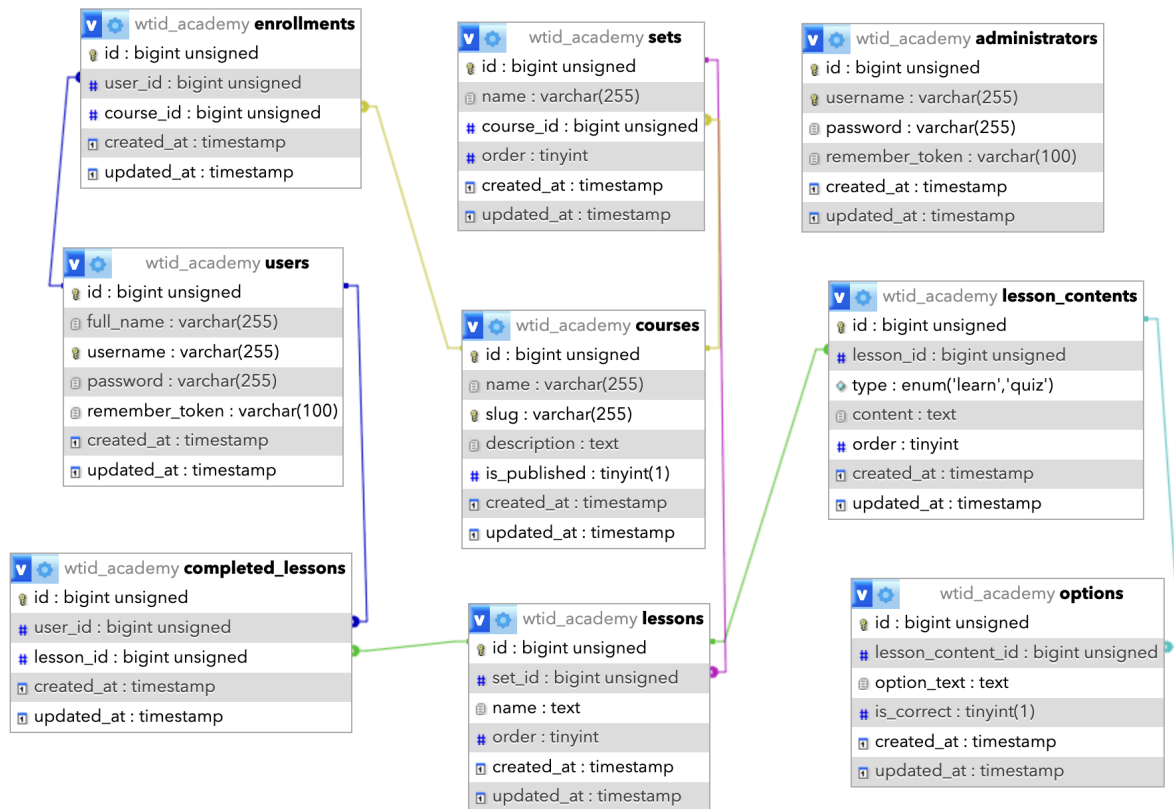 wtid_academy enrollments
id : bigint unsigned
user_id : bigint unsigned
course_id : bigint unsigned
created_at : timestamp
updated_at : timestamp
wtid_academy sets
id : bigint unsigned
name : varchar(255)
course_id : bigint unsigned
order : tinyint
created_at : timestamp
updated_at : timestamp
wtid_academy administrators
id : bigint unsigned
username : varchar(255)
password : varchar(255)
remember_token : varchar(100)
created_at : timestamp
updated_at : timestamp
wtid_academy users
id : bigint unsigned
full_name : varchar(255)
username : varchar(255)
password : varchar(255)
remember_token : varchar(100)
created_at : timestamp
updated_at : timestamp
wtid_academy courses
id : bigint unsigned
name : varchar(255)
slug : varchar(255)
description : text
is_published : tinyint(1)
created_at : timestamp
updated_at : timestamp
wtid_academy lesson_contents
id : bigint unsigned
lesson_id : bigint unsigned
type : enum('learn','quiz')
content : text
order : tinyint
created_at : timestamp
updated_at : timestamp
wtid_academy completed_lessons
id : bigint unsigned
user_id : bigint unsigned
lesson_id : bigint unsigned
created_at : timestamp
updated_at : timestamp
wtid_academy lessons
id : bigint unsigned
set_id : bigint unsigned
name : text
order : tinyint
created_at : timestamp
updated_at : timestamp
wtid_academy options
id : bigint unsigned
lesson_content_id : bigint unsigned
option_text : text
is_correct : tinyint(1)
created_at : timestamp
updated_at : timestamp